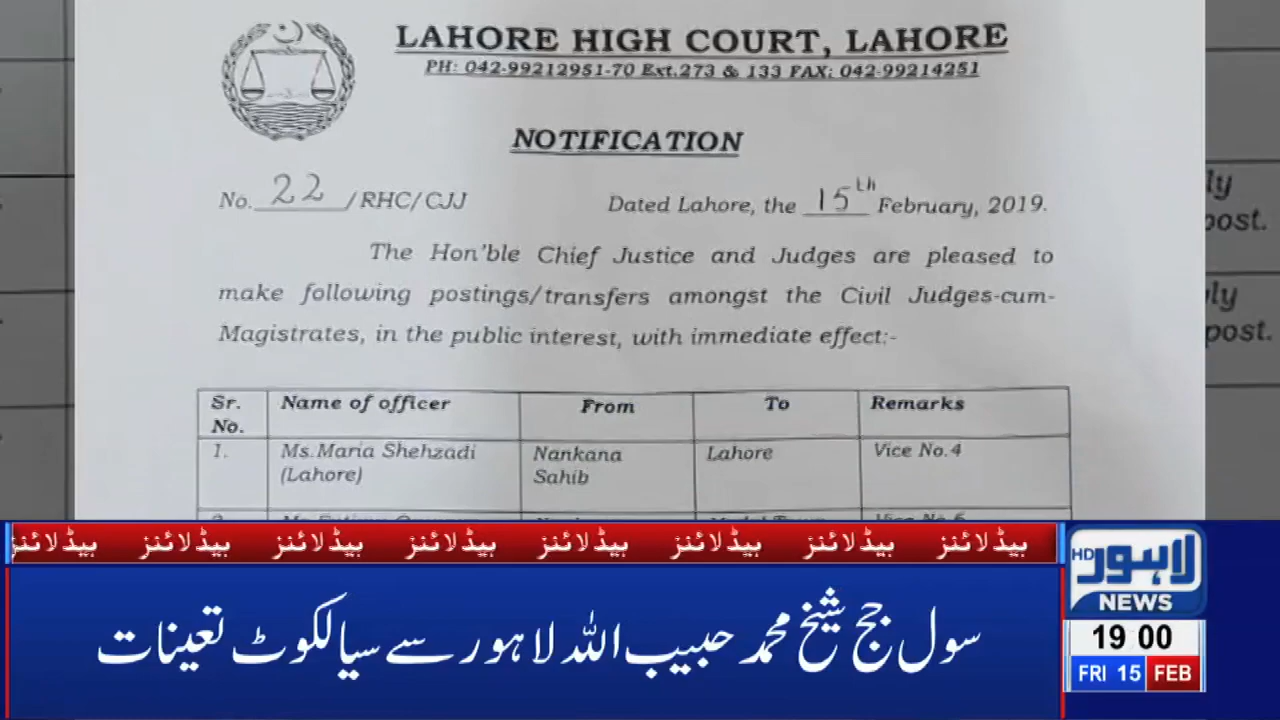 LAHORE HIGH COURT, LAHORE
PH: 042-99212951-70 Ext.273 & 133 FAX: 042-99214251
NOTIFICATION
No. 22 /RHC/CJJ Dated Lahore, the 15th February, 2019.
The Hon'ble Chief Justice and Judges are pleased to
make following postings/transfers amongst the Civil Judges-cum-
Magistrates, in the public interest, with immediate effect:-
Sr. No. Name of officer From To Remarks
1. Ms.Maria Shehzadi (Lahore) Nankana Sahib Lahore Vice No.4
ly
post.
ly
post.
ہیڈلائنز ہیڈلائنز ہیڈلائنز ہیڈلائنز ہیڈلائنز ہیڈلائنز ہیڈلائنز ہیڈلائنز
سول جج شیخ محمد حبیب اللہ لاہور سے سیالکوٹ تعینات
لاہور HD
NEWS
19 00
FRI 15 FEB